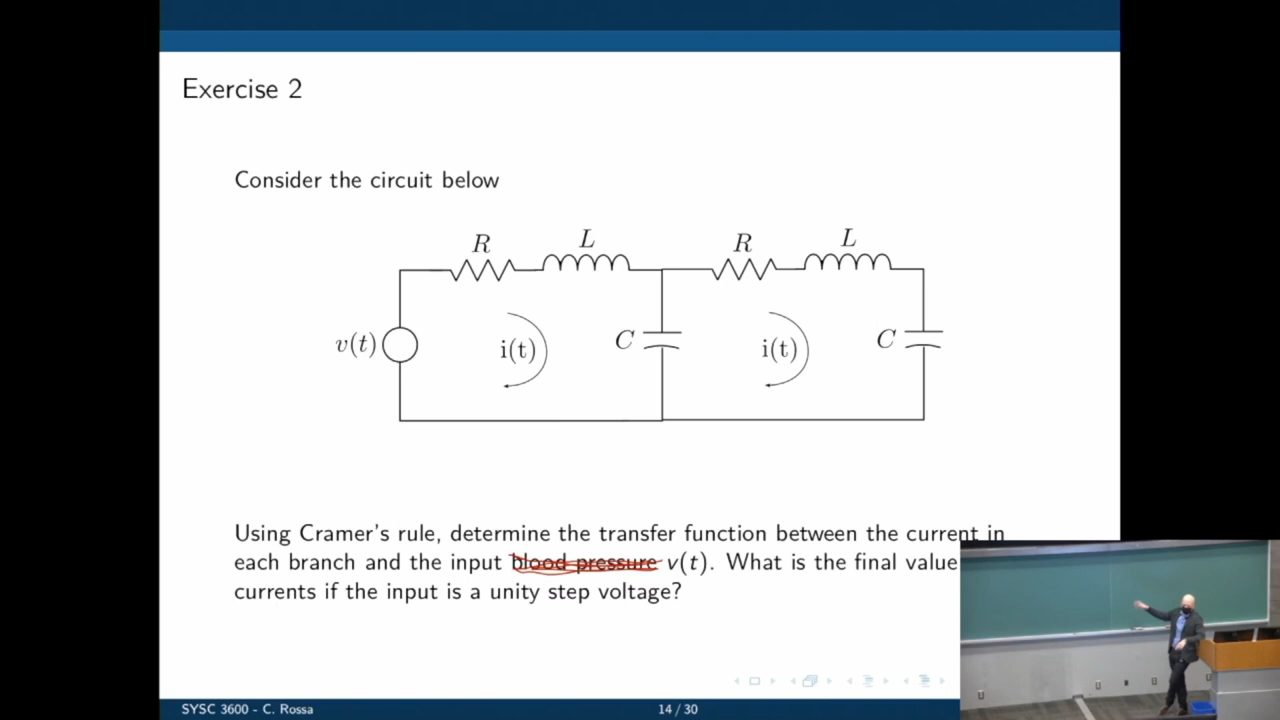 Exercise 2
Consider the circuit below
R L R L
v(t) i(t) C i(t) C
Using Cramer's rule, determine the transfer function between the current in
each branch and the input blood pressure v(t). What is the final value
currents if the input is a unity step voltage?
SYSC 3600 - C. Rossa 14 / 30